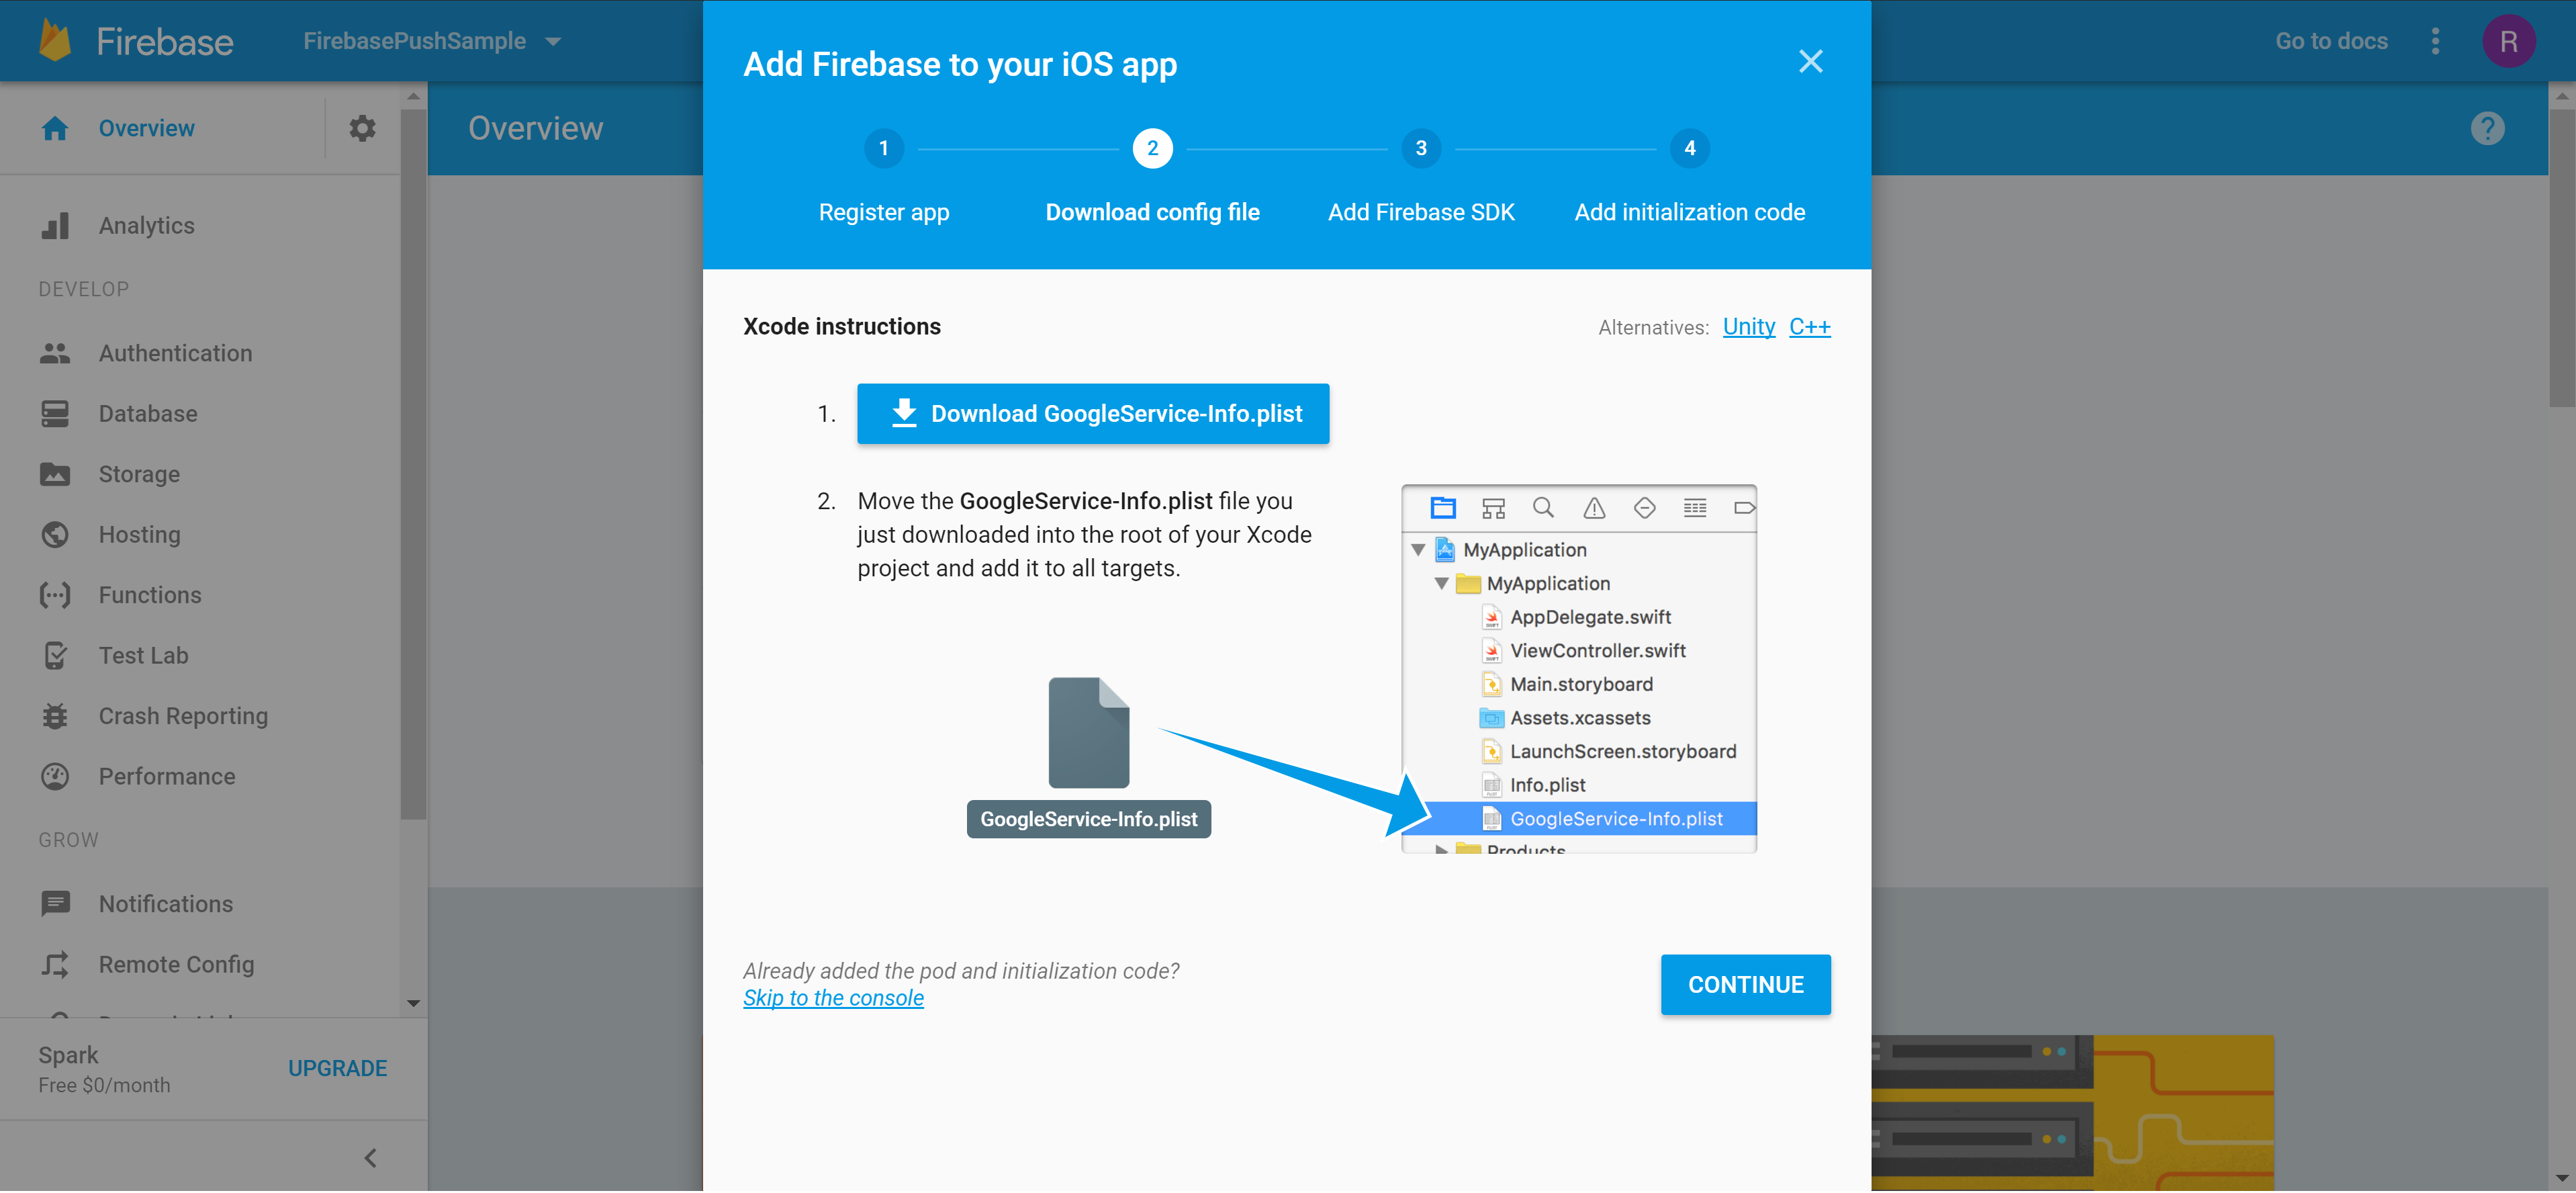 Firebase
FirebasePushSample
Go to docs
R
Overview
Analytics
DEVELOP
Authentication
Database
Storage
Hosting
Functions
Test Lab
Crash Reporting
Performance
GROW
Notifications
Remote Config
Spark
Free $0/month
UPGRADE
Overview
?
Add Firebase to your iOS app
1
2
3
4
Register app
Download config file
Add Firebase SDK
Add initialization code
Xcode instructions
Alternatives: Unity C++
1. Download GoogleService-Info.plist
2. Move the GoogleService-Info.plist file you
just downloaded into the root of your Xcode
project and add it to all targets.
GoogleService-Info.plist
MyApplication
MyApplication
AppDelegate.swift
ViewController.swift
Main.storyboard
Assets.xcassets
LaunchScreen.storyboard
Info.plist
GoogleService-Info.plist
Products
Already added the pod and initialization code?
Skip to the console
CONTINUE